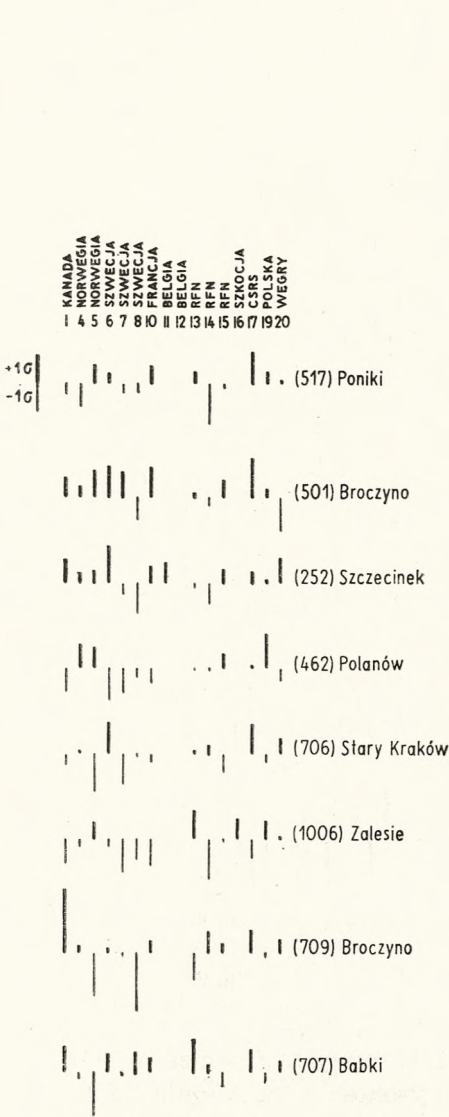 KANADA
NORWEGIA
NORWEGIA
SZWECJA
SZWECJA
SZWECJA
FRANCJA
BELGIA
BELGIA
RFN
RFN
RFN
SZKOCJA
CSRS
POLSKA
WEGRY
1 4 5 6 7 8 10 11 12 13 14 15 16 17 19 20
+1σ
-1σ
(517) Poniki
(501) Broczyno
(252) Szczecinek
(462) Polanów
(706) Stary Kraków
(1006) Zalesie
(709) Broczyno
(707) Babki